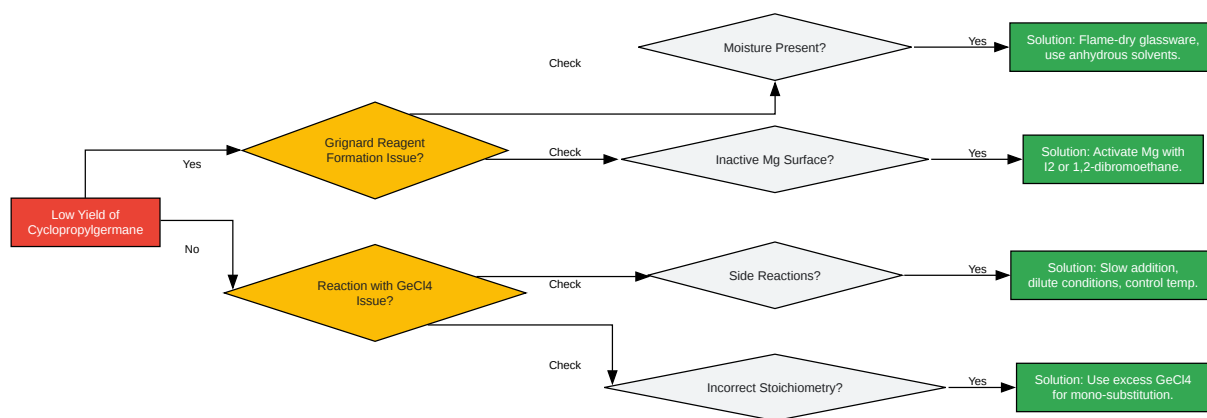 Moisture Present?
Yes
Solution: Flame-dry glassware,
use anhydrous solvents.
Check
Grignard Reagent
Formation Issue?
Yes
Check
Inactive Mg Surface?
Yes
Solution: Activate Mg with
I2 or 1,2-dibromoethane.
Low Yield of
Cyclopropylgermane
No
Reaction with GeCl4
Issue?
Check
Side Reactions?
Yes
Solution: Slow addition,
dilute conditions, control temp.
Check
Incorrect Stoichiometry?
Yes
Solution: Use excess GeCl4
for mono-substitution.